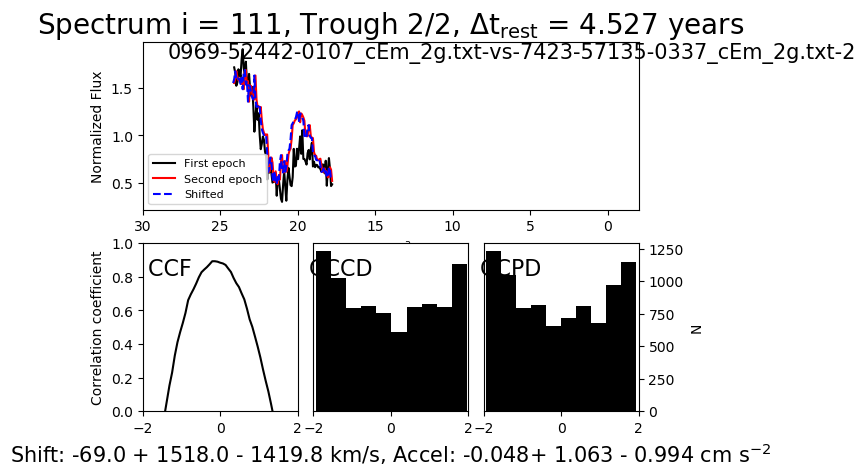 Spectrum i = 111, Trough 2/2, Δt_rest = 4.527 years
0969-52442-0107_cEm_2g.txt-vs-7423-57135-0337_cEm_2g.txt-2
Normalized Flux
1.5
1.0
0.5
First epoch
Second epoch
Shifted
30 25 20 15 10 5 0
Correlation coefficient
1.0
0.8
0.6
0.4
0.2
0.0
CCF
CCCD
CCPD
1250
1000
750
500
250
0
N
−2 0 2
−2 0 2
−2 0 2
Shift: -69.0 + 1518.0 - 1419.8 km/s, Accel: -0.048+ 1.063 - 0.994 cm s⁻²